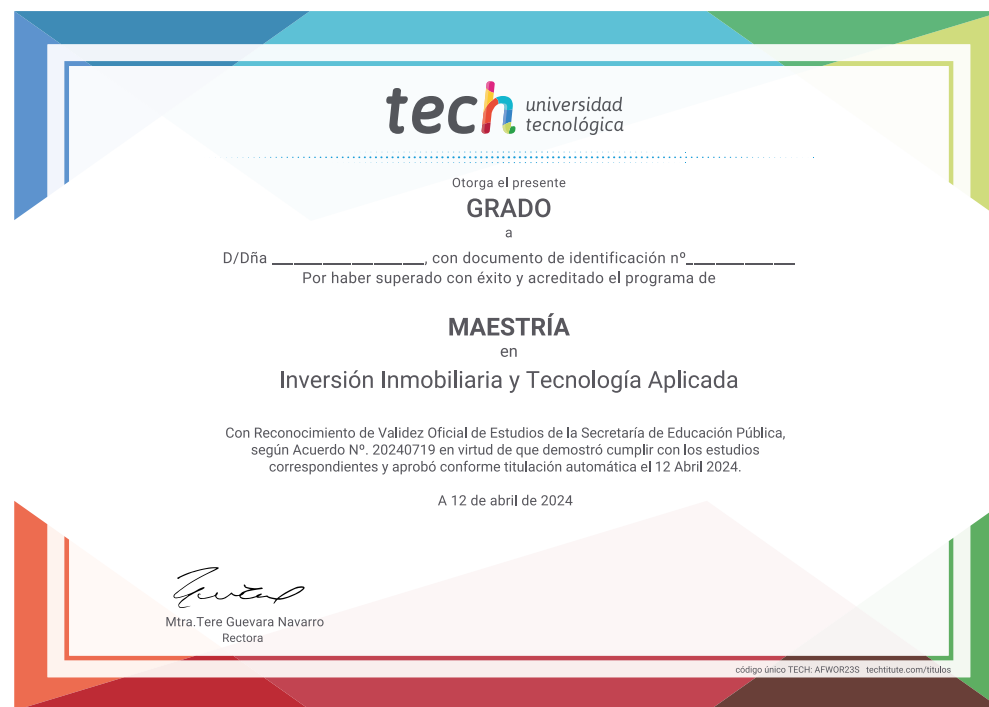 tech universidad
tecnológica
Otorga el presente
GRADO
a
D/Dña ______________, con documento de identificación nº__________
Por haber superado con éxito y acreditado el programa de
MAESTRÍA
en
Inversión Inmobiliaria y Tecnología Aplicada
Con Reconocimiento de Validez Oficial de Estudios de la Secretaría de Educación Pública,
según Acuerdo Nº. 20240719 en virtud de que demostró cumplir con los estudios
correspondientes y aprobó conforme titulación automática el 12 Abril 2024.
A 12 de abril de 2024
Mtra.Tere Guevara Navarro
Rectora
código único TECH: AFWOR23S techtitute.com/titulos